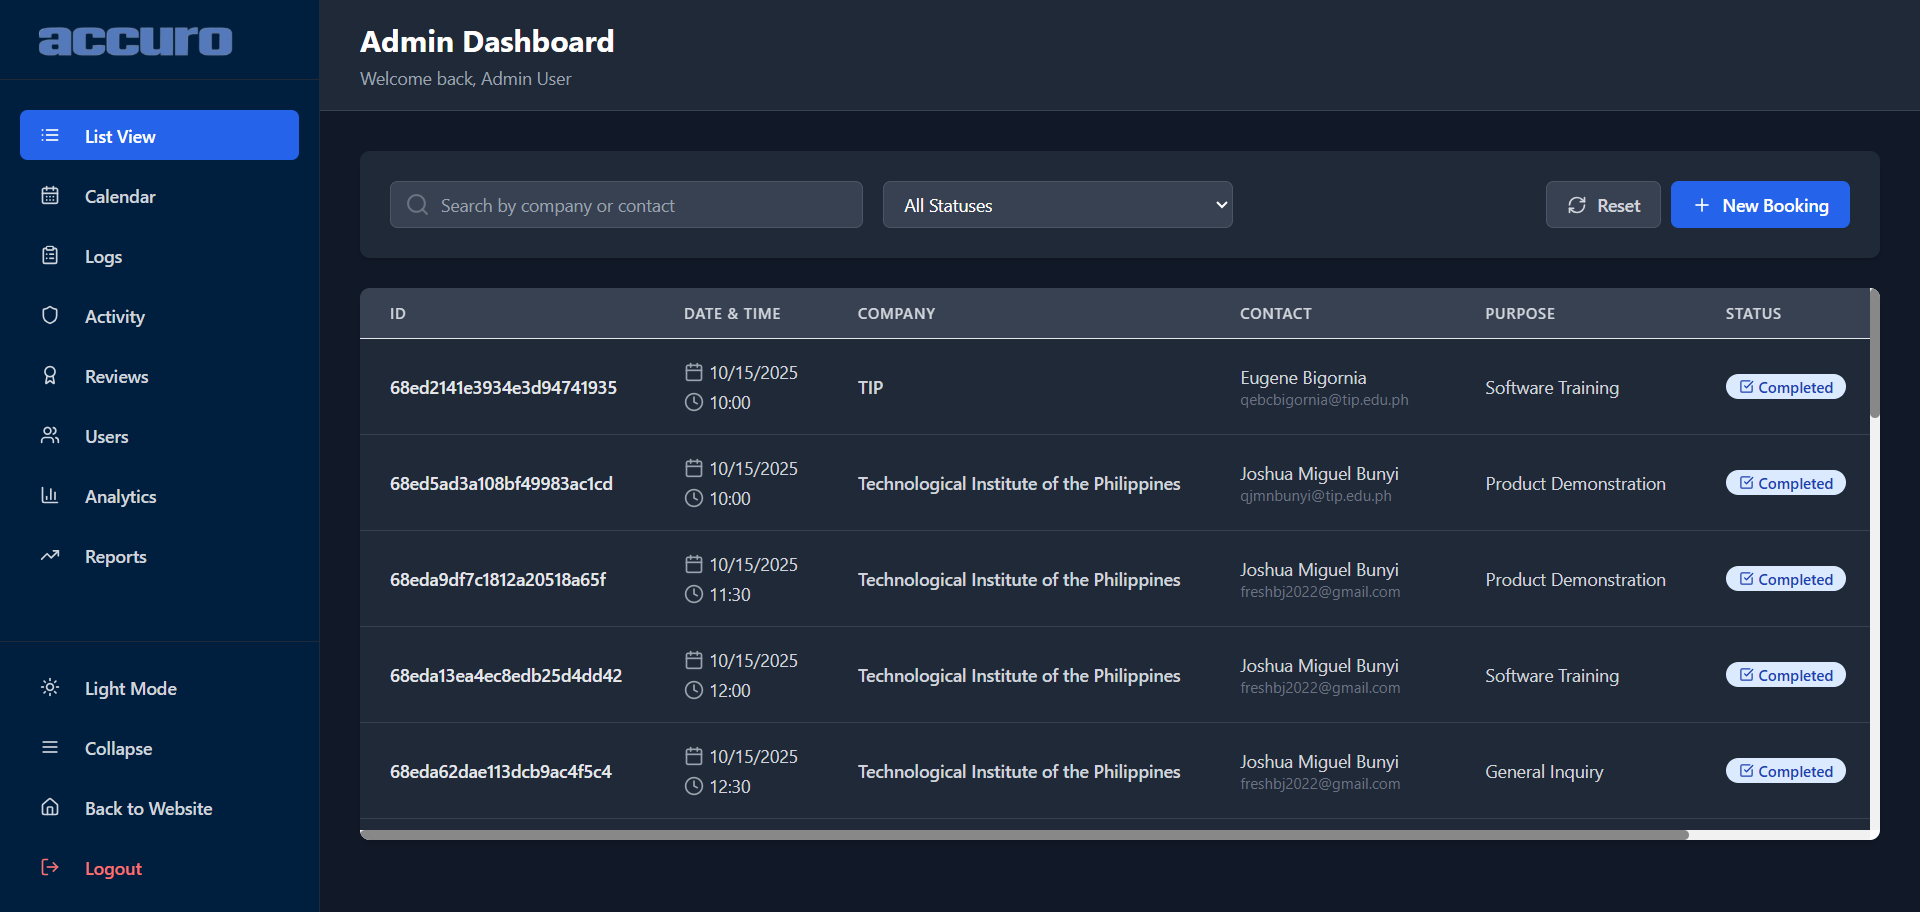 accuro
Admin Dashboard
Welcome back, Admin User
List View
Calendar
Logs
Activity
Reviews
Users
Analytics
Reports
Light Mode
Collapse
Back to Website
Logout
Search by company or contact
All Statuses
Reset
New Booking
ID DATE & TIME COMPANY CONTACT PURPOSE STATUS
68ed2141e3934e3d94741935 10/15/2025 10:00 TIP Eugene Bigornia qebcbigornia@tip.edu.ph Software Training Completed
68ed5ad3a108bf49983ac1cd 10/15/2025 10:00 Technological Institute of the Philippines Joshua Miguel Bunyi qjmnbunyi@tip.edu.ph Product Demonstration Completed
68eda9df7c1812a20518a65f 10/15/2025 11:30 Technological Institute of the Philippines Joshua Miguel Bunyi freshbj2022@gmail.com Product Demonstration Completed
68eda13ea4ec8edb25d4dd42 10/15/2025 12:00 Technological Institute of the Philippines Joshua Miguel Bunyi freshbj2022@gmail.com Software Training Completed
68eda62dae113dcb9ac4f5c4 10/15/2025 12:30 Technological Institute of the Philippines Joshua Miguel Bunyi freshbj2022@gmail.com General Inquiry Completed